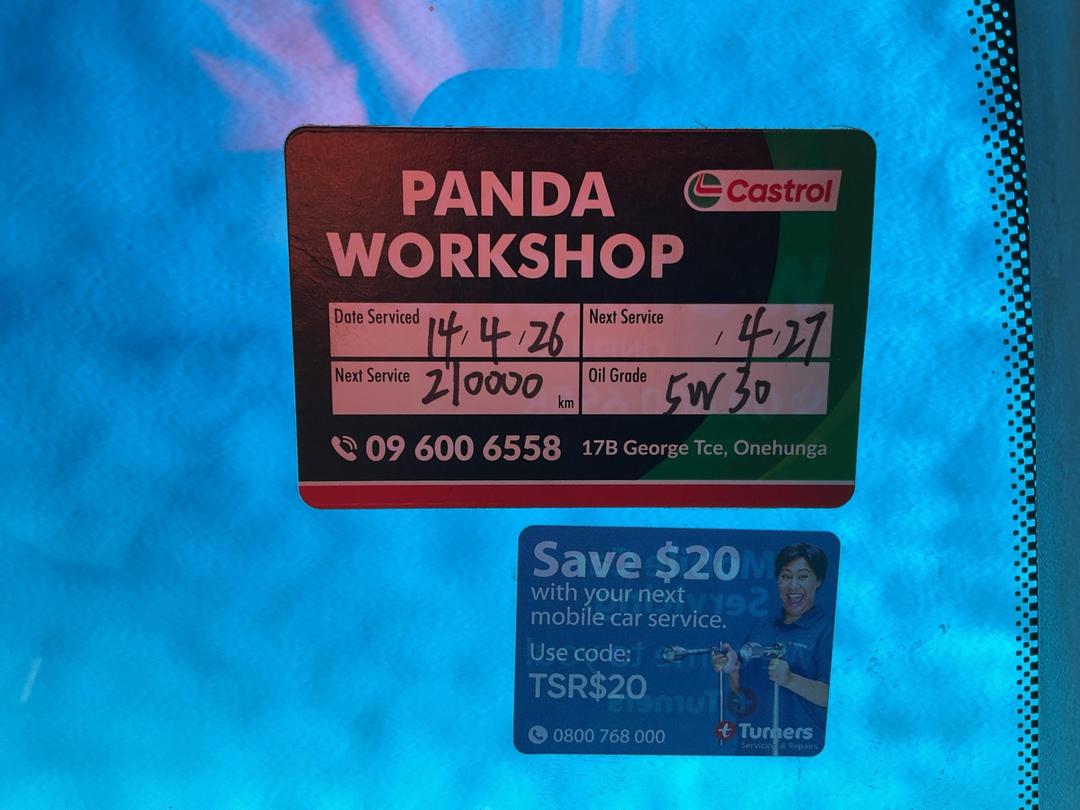 PANDA
WORKSHOP
Castrol
Date Serviced 14/4/26
Next Service /4/27
Next Service 210000 km
Oil Grade 5W 30
09 600 6558
17B George Tce, Onehunga
Save $20
with your next
mobile car service.
Use code:
TSR$20
0800 768 000
Turners
Servicing & Repairs